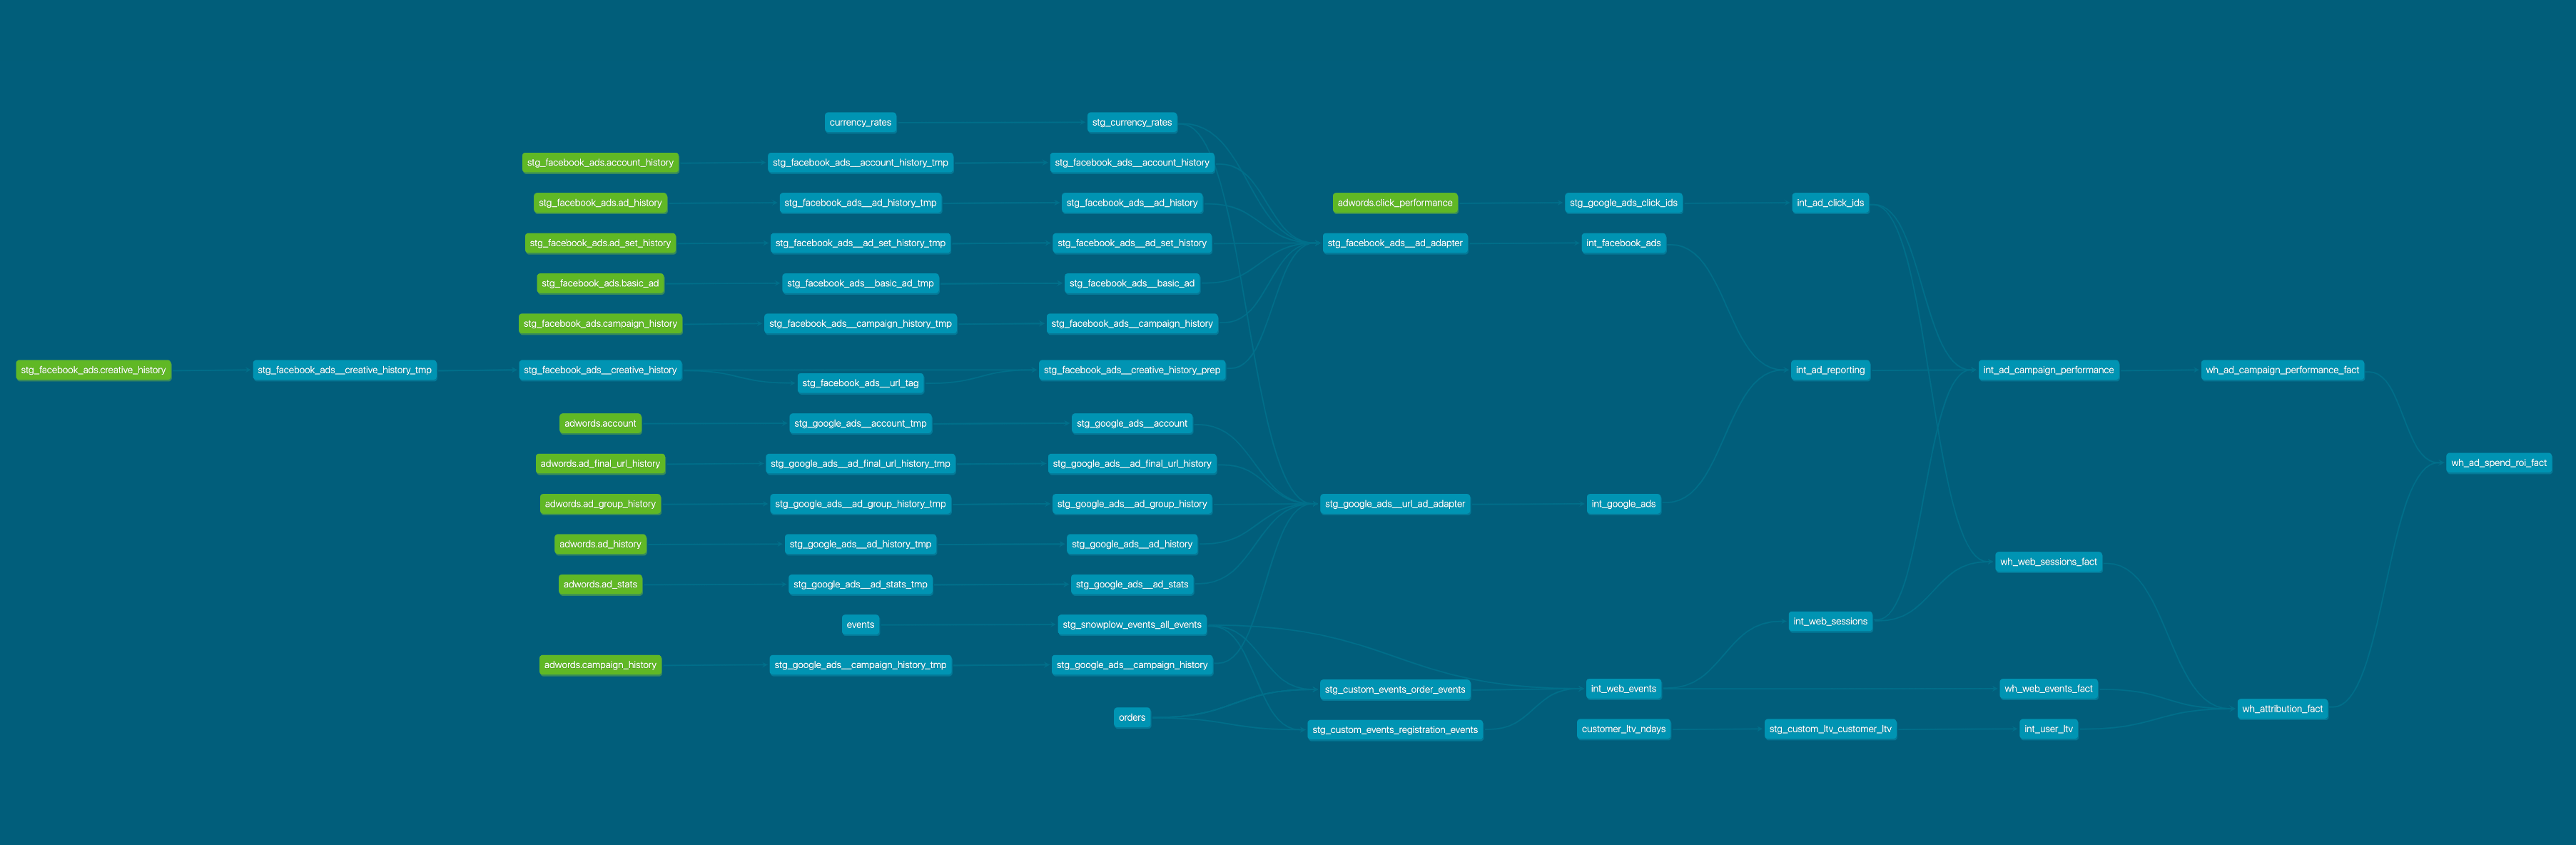 currency_rates
stg_currency_rates
stg_facebook_ads.account_history
stg_facebook_ads__account_history_tmp
stg_facebook_ads__account_history
stg_facebook_ads.ad_history
stg_facebook_ads__ad_history_tmp
stg_facebook_ads__ad_history
adwords.click_performance
stg_google_ads_click_ids
int_ad_click_ids
stg_facebook_ads.ad_set_history
stg_facebook_ads__ad_set_history_tmp
stg_facebook_ads__ad_set_history
stg_facebook_ads__ad_adapter
int_facebook_ads
stg_facebook_ads.basic_ad
stg_facebook_ads__basic_ad_tmp
stg_facebook_ads__basic_ad
stg_facebook_ads.campaign_history
stg_facebook_ads__campaign_history_tmp
stg_facebook_ads__campaign_history
stg_facebook_ads.creative_history
stg_facebook_ads__creative_history_tmp
stg_facebook_ads__creative_history
stg_facebook_ads__url_tag
stg_facebook_ads__creative_history_prep
int_ad_reporting
int_ad_campaign_performance
wh_ad_campaign_performance_fact
adwords.account
stg_google_ads__account_tmp
stg_google_ads__account
adwords.ad_final_url_history
stg_google_ads__ad_final_url_history_tmp
stg_google_ads__ad_final_url_history
wh_ad_spend_roi_fact
adwords.ad_group_history
stg_google_ads__ad_group_history_tmp
stg_google_ads__ad_group_history
stg_google_ads__url_ad_adapter
int_google_ads
adwords.ad_history
stg_google_ads__ad_history_tmp
stg_google_ads__ad_history
adwords.ad_stats
stg_google_ads__ad_stats_tmp
stg_google_ads__ad_stats
wh_web_sessions_fact
events
stg_snowplow_events_all_events
int_web_sessions
adwords.campaign_history
stg_google_ads__campaign_history_tmp
stg_google_ads__campaign_history
stg_custom_events_order_events
int_web_events
wh_web_events_fact
orders
wh_attribution_fact
stg_custom_events_registration_events
customer_ltv_ndays
stg_custom_ltv_customer_ltv
int_user_ltv